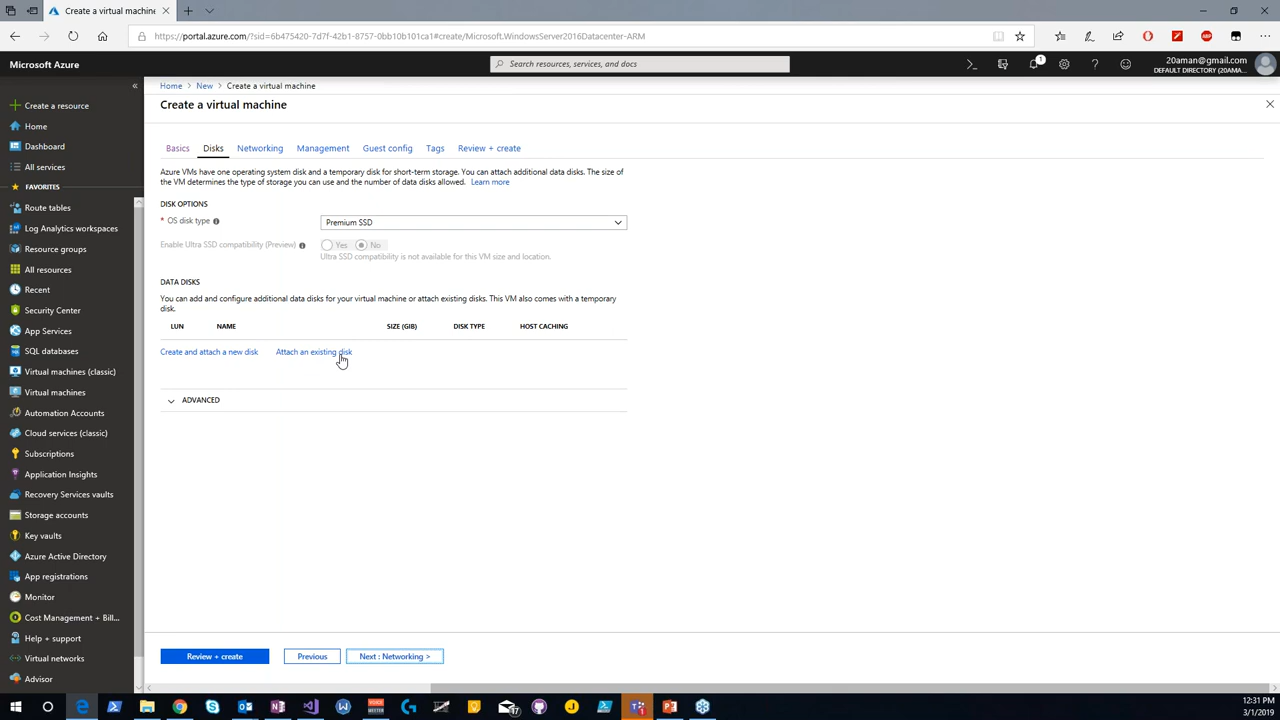 Create a virtual machine
https://portal.azure.com/?sid=6b475420-7d7f-42b1-8757-0bb10b101ca1#create/Microsoft.WindowsServer2016Datacenter-ARM
Microsoft Azure
Search resources, services, and docs
1
20aman@gmail.com
DEFAULT DIRECTORY (20AMA...
Create a resource
Home
Dashboard
All services
FAVORITES
Route tables
Log Analytics workspaces
Resource groups
All resources
Recent
Security Center
App Services
SQL databases
Virtual machines (classic)
Virtual machines
Automation Accounts
Cloud services (classic)
Subscriptions
Application Insights
Recovery Services vaults
Storage accounts
Key vaults
Azure Active Directory
App registrations
Monitor
Cost Management + Bill...
Help + support
Virtual networks
Advisor
Home > New > Create a virtual machine
Create a virtual machine
Basics Disks Networking Management Guest config Tags Review + create
Azure VMs have one operating system disk and a temporary disk for short-term storage. You can attach additional data disks. The size
of the VM determines the type of storage you can use and the number of data disks allowed. Learn more
DISK OPTIONS
* OS disk type Premium SSD
Enable Ultra SSD compatibility (Preview) Yes No
Ultra SSD compatibility is not available for this VM size and location.
DATA DISKS
You can add and configure additional data disks for your virtual machine or attach existing disks. This VM also comes with a temporary
disk.
LUN NAME SIZE (GIB) DISK TYPE HOST CACHING
Create and attach a new disk Attach an existing disk
ADVANCED
Review + create Previous Next : Networking >
12:31 PM
3/1/2019